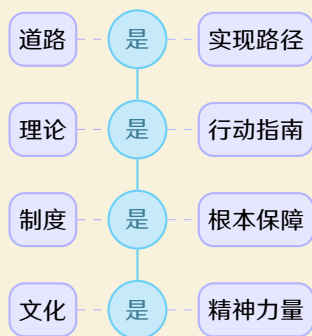 道路 是 实现路径
理论 是 行动指南
制度 是 根本保障
文化 是 精神力量